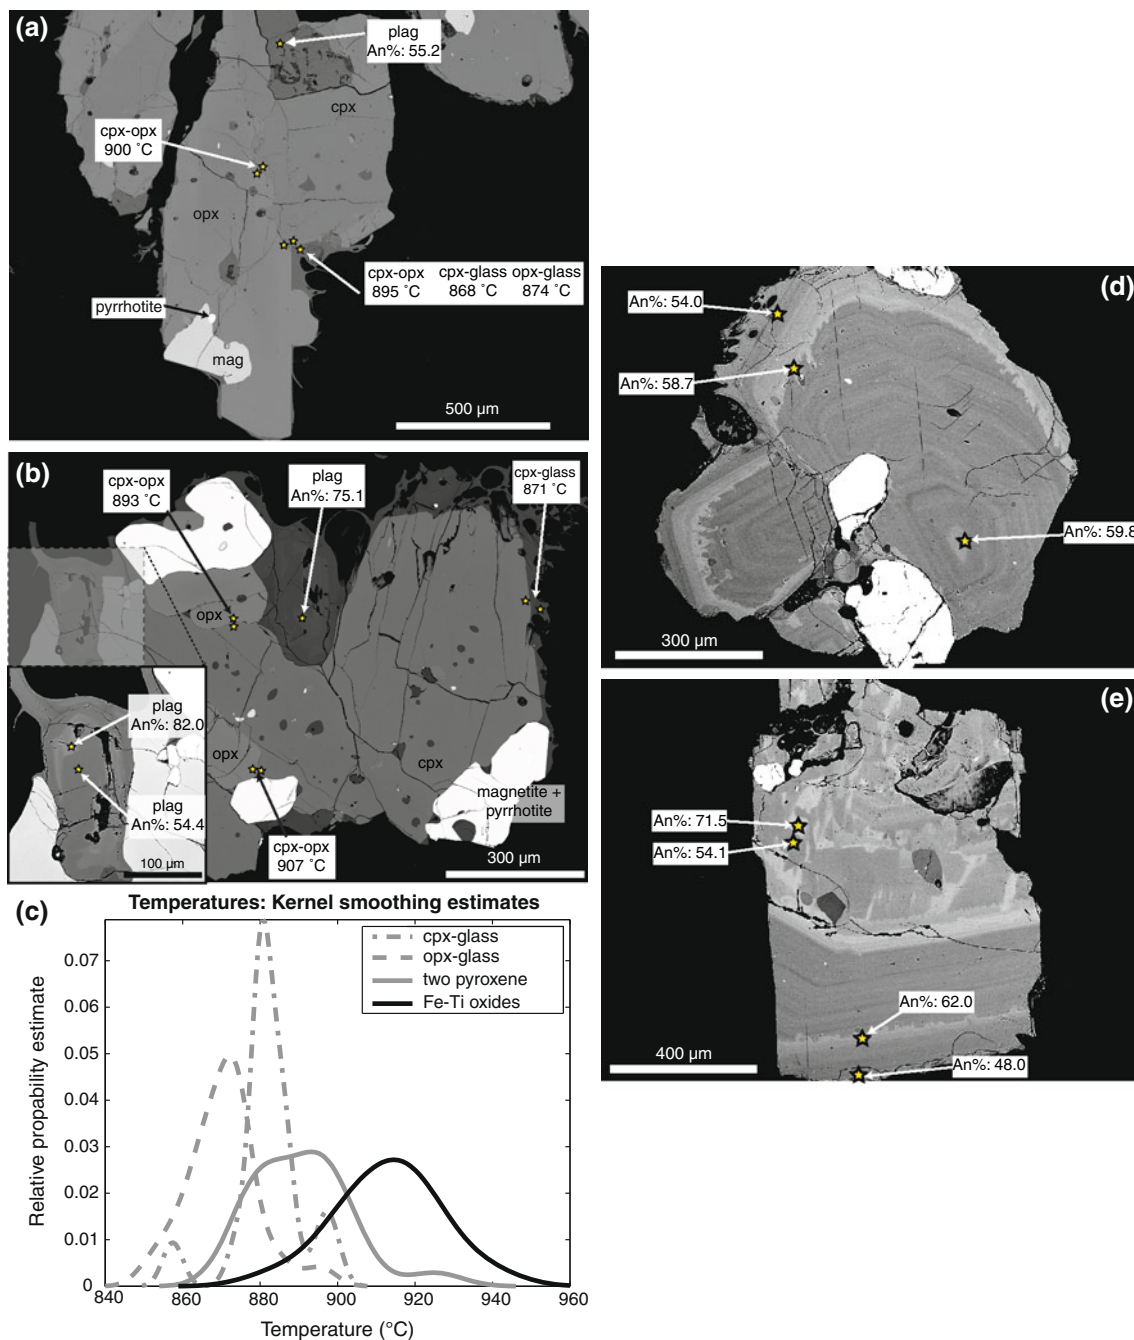 (a)
plag
An%: 55.2
cpx
cpx-opx
900 ˚C
opx
cpx-opx cpx-glass opx-glass
895 ˚C 868 ˚C 874 ˚C
pyrrhotite
mag
500 µm
(b)
cpx-opx
893 ˚C
plag
An%: 75.1
cpx-glass
871 ˚C
opx
plag
An%: 82.0
opx
cpx
plag
An%: 54.4
magnetite +
pyrrhotite
100 µm
cpx-opx
907 ˚C
300 µm
(c)
Temperatures: Kernel smoothing estimates
cpx-glass
opx-glass
two pyroxene
Fe-Ti oxides
Relative propability estimate
0.07
0.06
0.05
0.04
0.03
0.02
0.01
0
840 860 880 900 920 940 960
Temperature (°C)
(d)
An%: 54.0
An%: 58.7
An%: 59.8
300 µm
(e)
An%: 71.5
An%: 54.1
An%: 62.0
400 µm
An%: 48.0